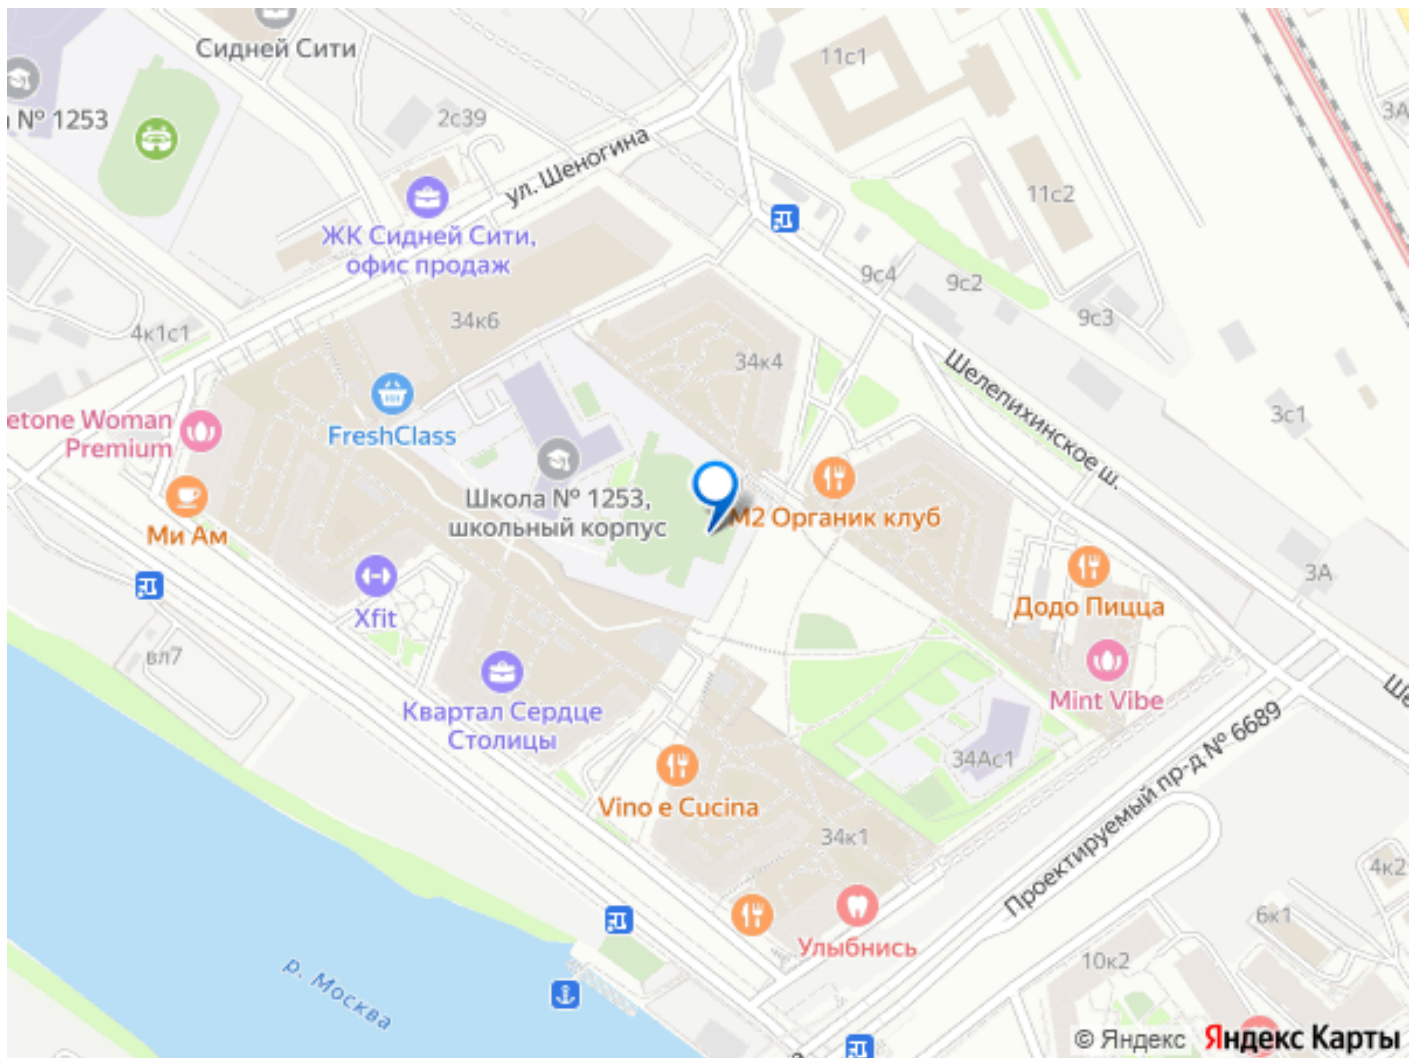 Сидней Сити
11с1
3А
№ 1253
2с39
ул. Шеногина
11с2
ЖК Сидней Сити,
офис продаж
9с4
9с2
9с3
4к1с1
34к6
34к4
Шелепихинское ш.
3с1
etone Woman
Premium
FreshClass
Школа № 1253,
школьный корпус
М2 Органик клуб
Ми Ам
3А
Xfit
Додо Пицца
вл7
Mint Vibe
Ше
Квартал Сердце
Столицы
34Ас1
Проектируемый пр-д № 6689
Vino e Cucina
34к1
4к2
6к1
Улыбнись
10к2
р. Москва
© Яндекс Яндекс Карты